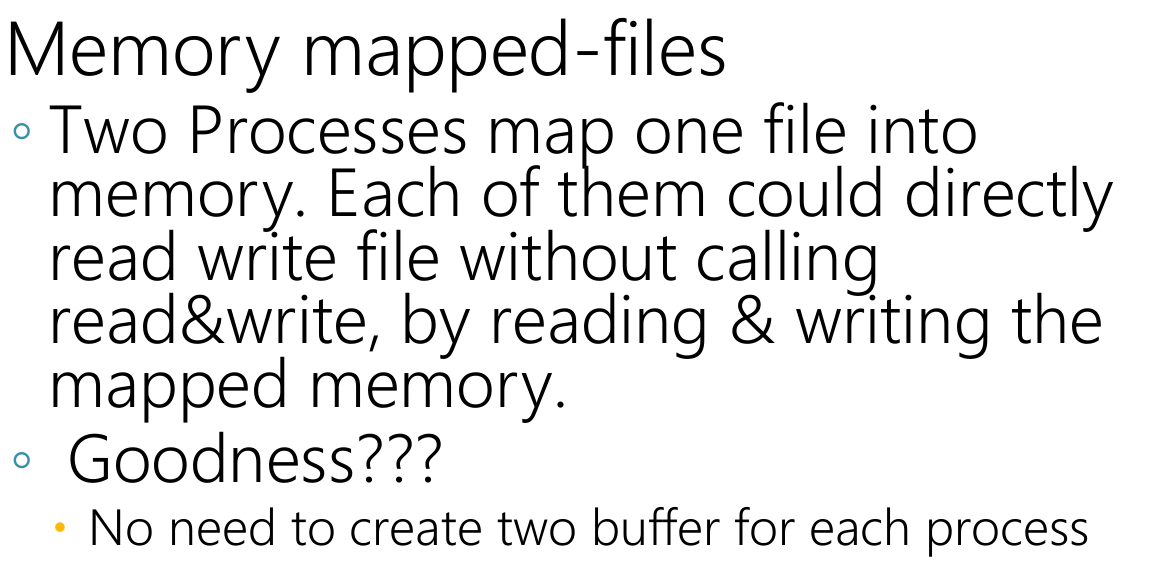 Memory mapped-files
◦ Two Processes map one file into
memory. Each of them could directly
read write file without calling
read&write, by reading & writing the
mapped memory.
◦ Goodness???
• No need to create two buffer for each process